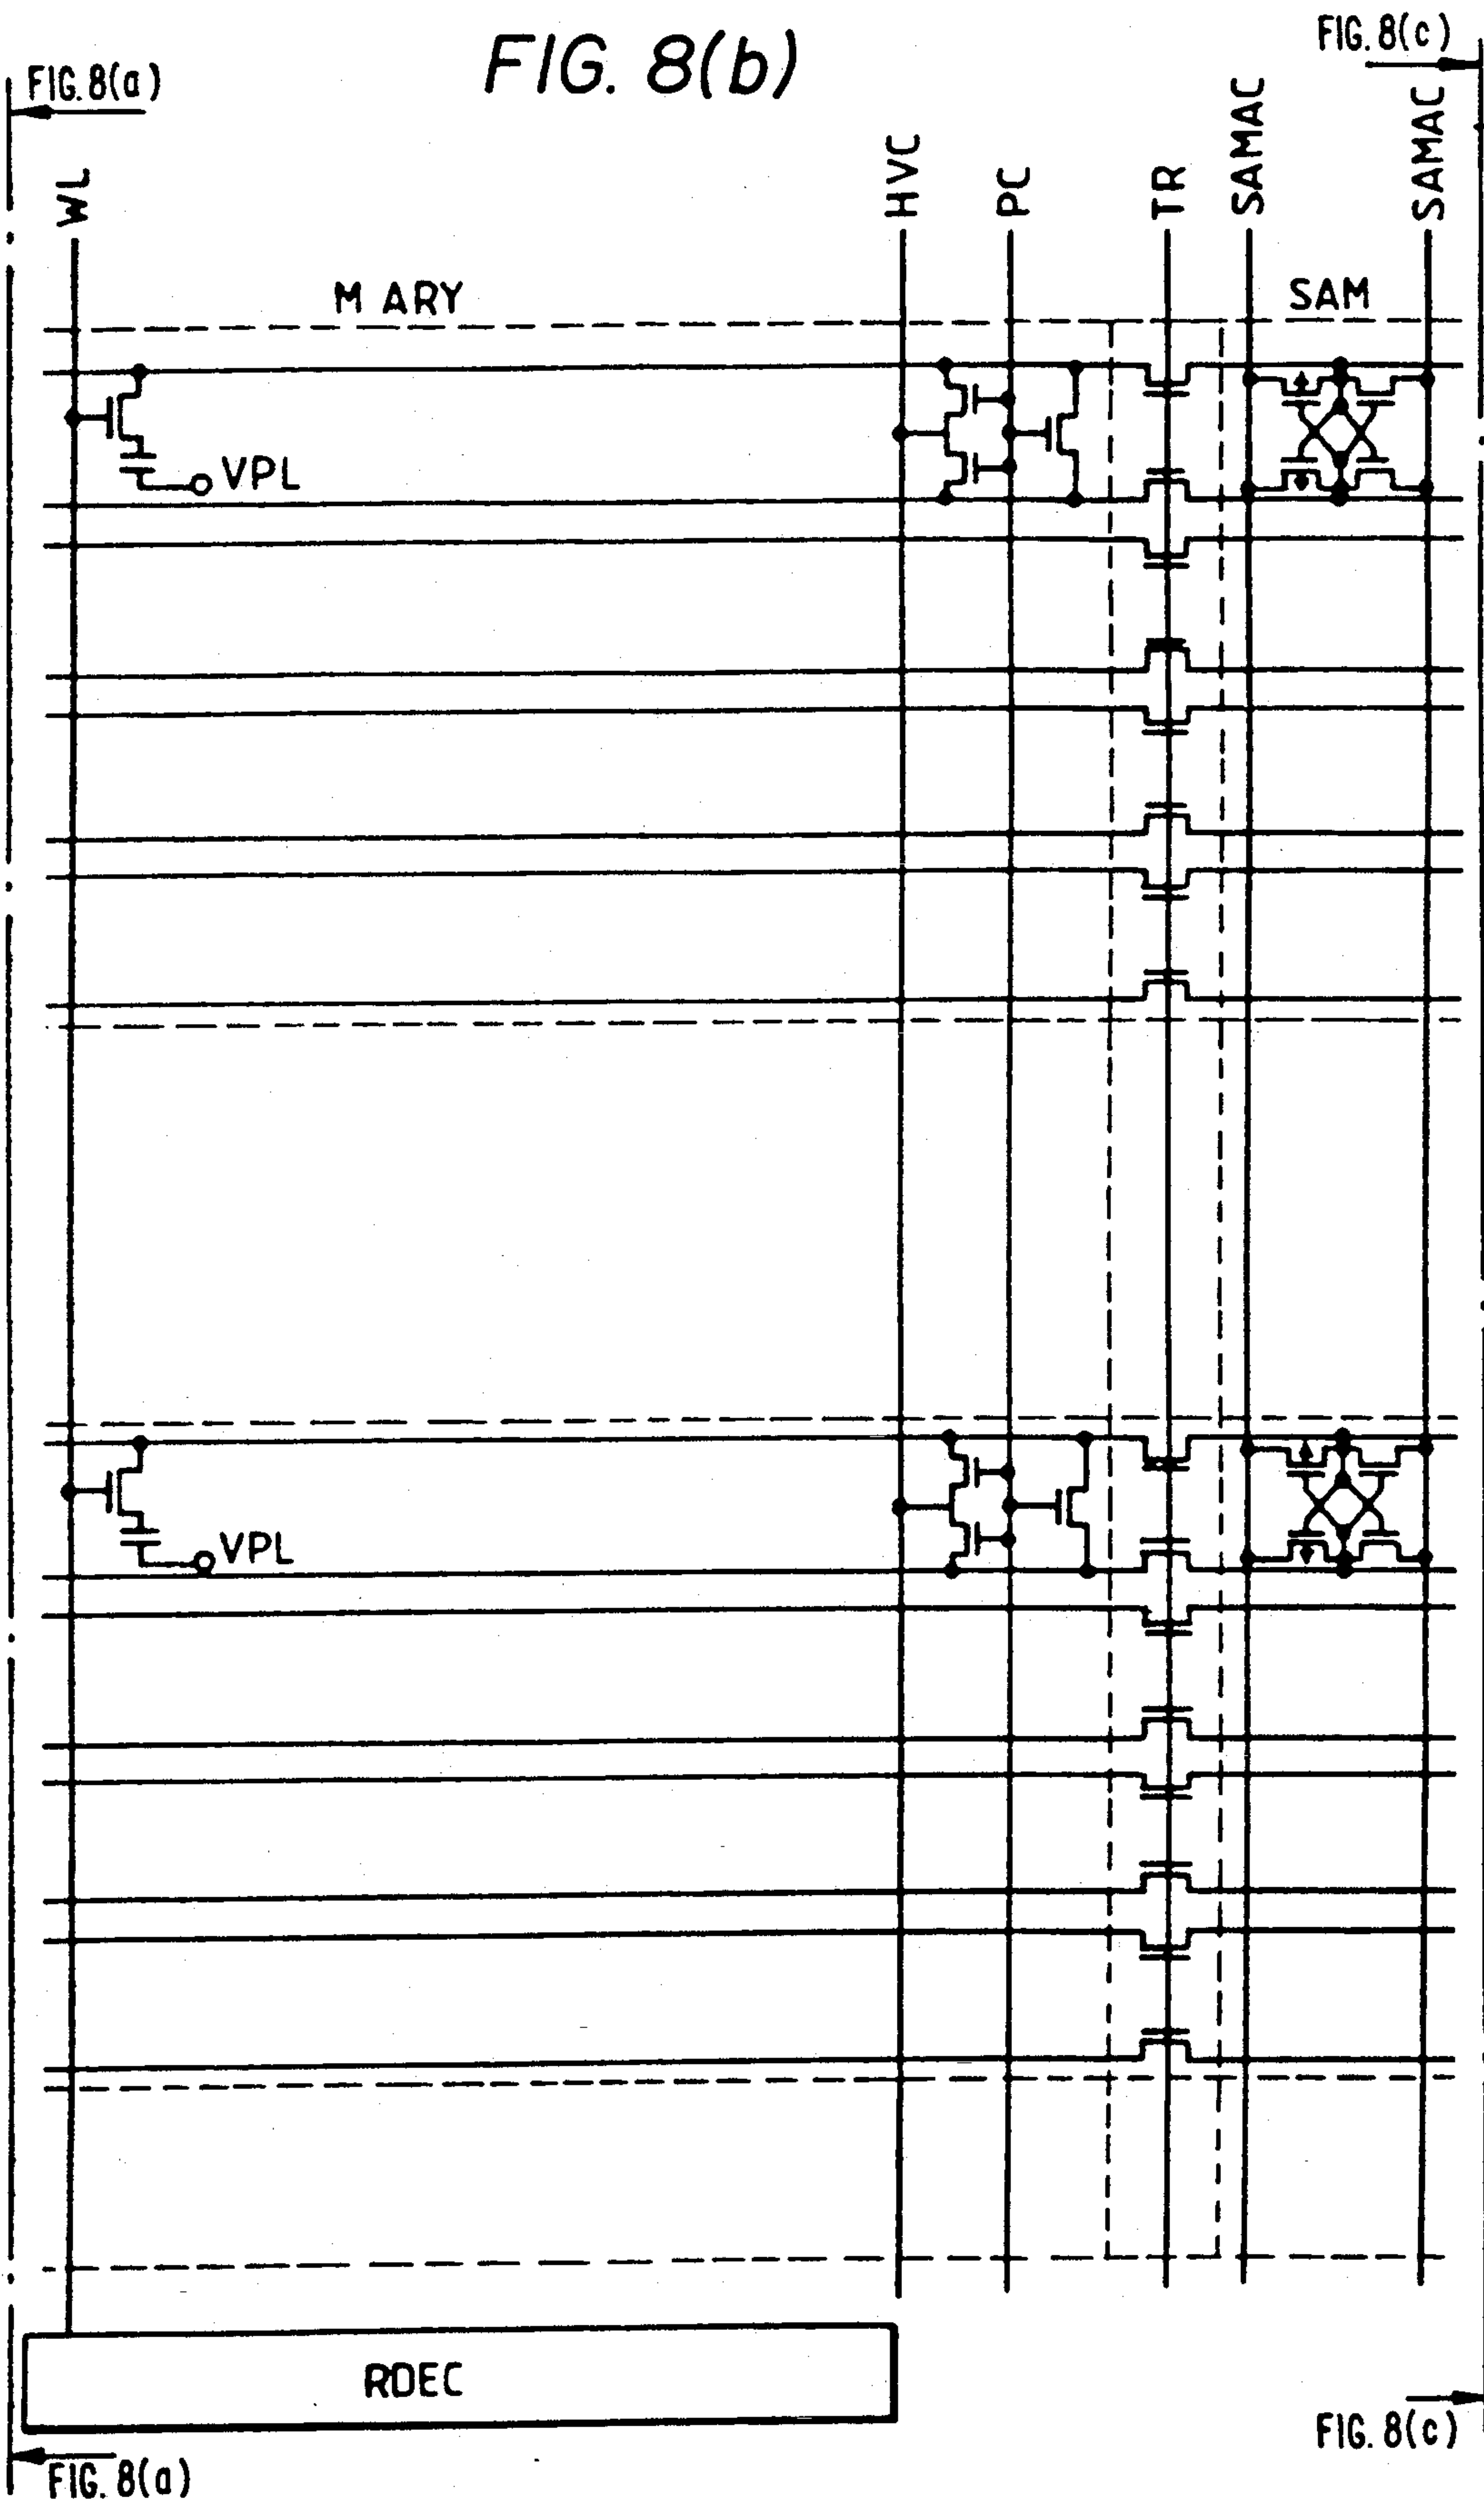 FIG. 8(b)
FIG. 8(c)
FIG. 8(a)
WL
HVC
PC
TR
SAMAC
SAMAC
M ARY
SAM
VPL
VPL
RDEC
FIG. 8(c)
FIG. 8(a)